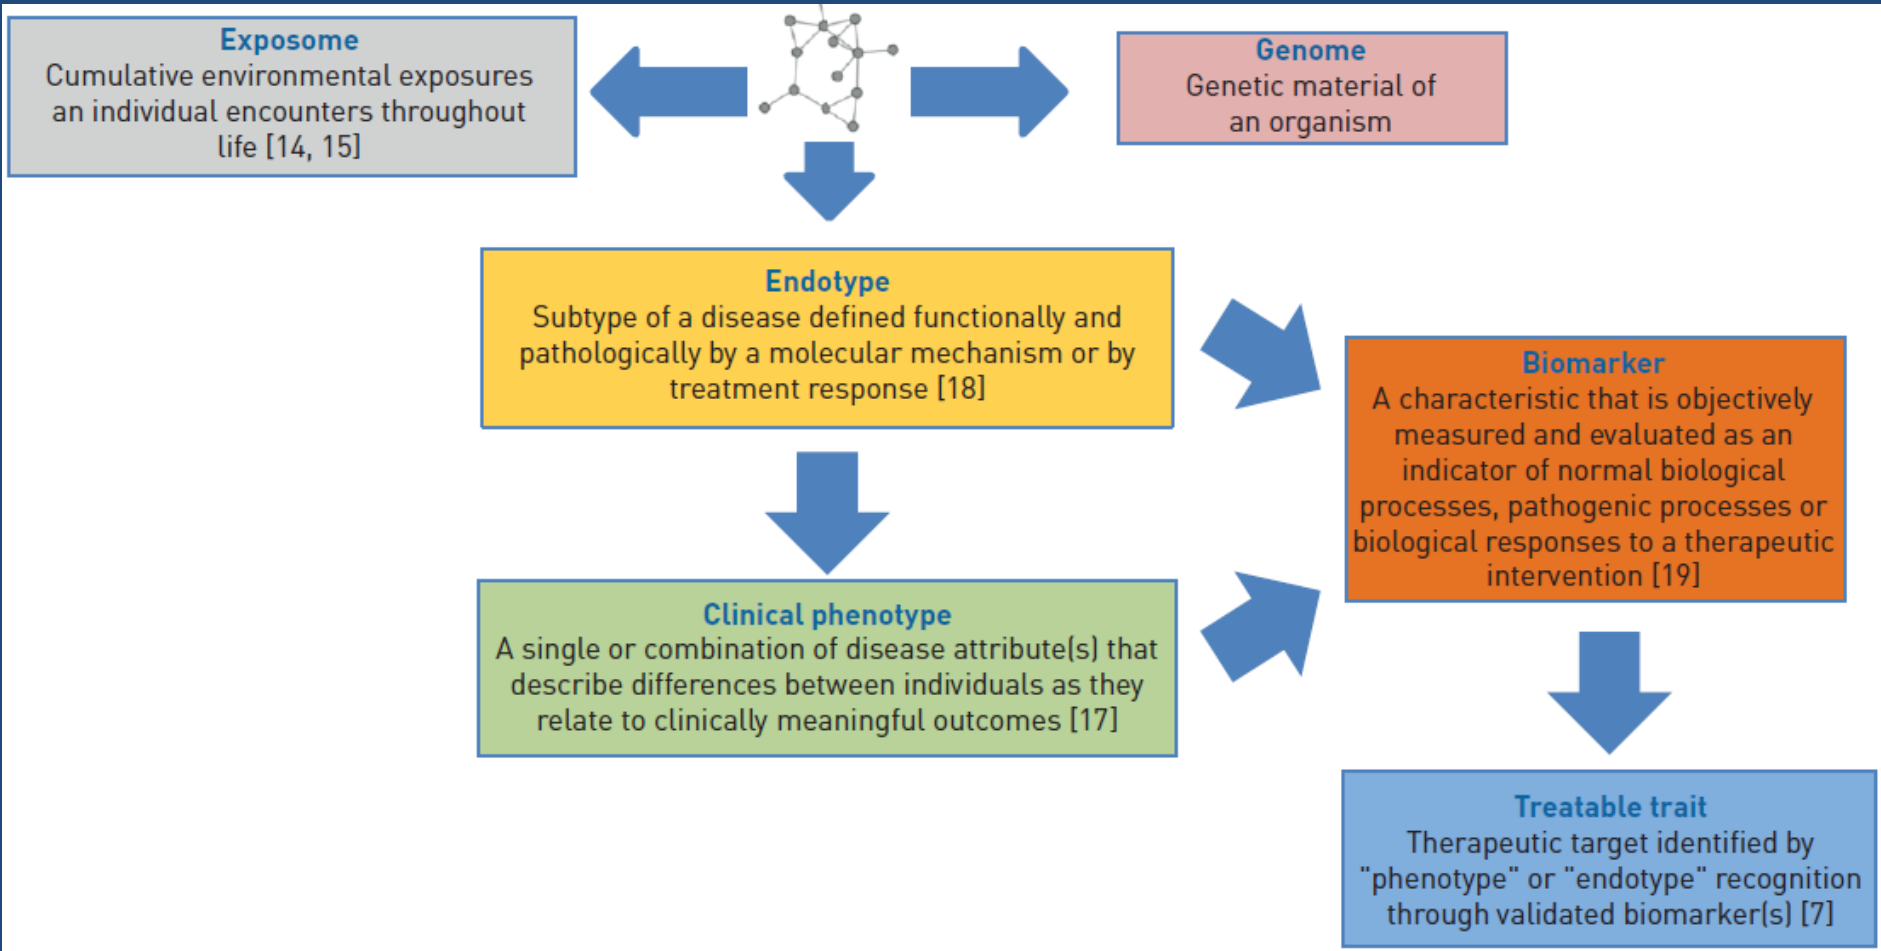 Exposome
Cumulative environmental exposures
an individual encounters throughout
life [14, 15]
Genome
Genetic material of
an organism
Endotype
Subtype of a disease defined functionally and
pathologically by a molecular mechanism or by
treatment response [18]
Biomarker
A characteristic that is objectively
measured and evaluated as an
indicator of normal biological
processes, pathogenic processes or
biological responses to a therapeutic
intervention [19]
Clinical phenotype
A single or combination of disease attribute(s) that
describe differences between individuals as they
relate to clinically meaningful outcomes [17]
Treatable trait
Therapeutic target identified by
"phenotype" or "endotype" recognition
through validated biomarker(s) [7]